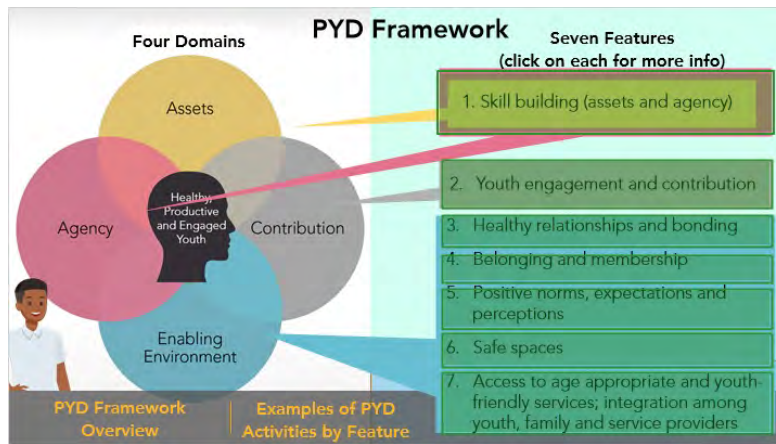 PYD Framework
Four Domains
Assets
Agency
Healthy,
Productive
and Engaged
Youth
Contribution
Enabling
Environment
Seven Features
(click on each for more info)
1. Skill building (assets and agency)
2. Youth engagement and contribution
3. Healthy relationships and bonding
4. Belonging and membership
5. Positive norms, expectations and
perceptions
6. Safe spaces
7. Access to age appropriate and youth-
friendly services; integration among
youth, family and service providers
PYD Framework
Overview
Examples of PYD
Activities by Feature